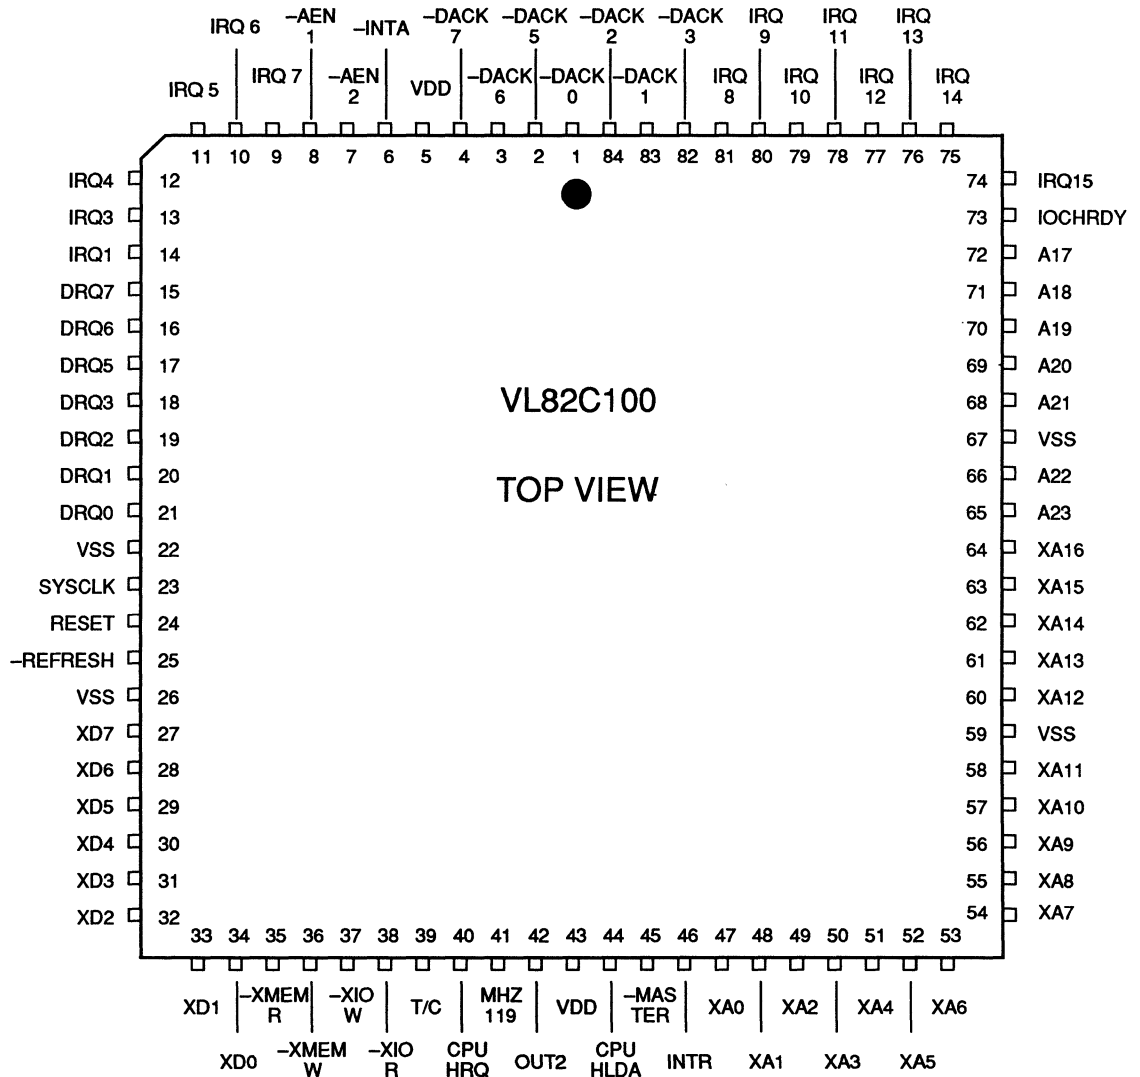 IRQ 6 –AEN 1 –INTA –DACK 7 –DACK 5 –DACK 2 –DACK 3 IRQ 9 IRQ 11 IRQ 13
IRQ 5 IRQ 7 –AEN 2 VDD –DACK 6 –DACK 0 –DACK 1 IRQ 8 IRQ 10 IRQ 12 IRQ 14
11 10 9 8 7 6 5 4 3 2 1 84 83 82 81 80 79 78 77 76 75
IRQ4 12 74 IRQ15
IRQ3 13 73 IOCHRDY
IRQ1 14 72 A17
DRQ7 15 71 A18
DRQ6 16 70 A19
DRQ5 17 69 A20
DRQ3 18 68 A21
VL82C100
DRQ2 19 67 VSS
DRQ1 20 66 A22
TOP VIEW
DRQ0 21 65 A23
VSS 22 64 XA16
SYSCLK 23 63 XA15
RESET 24 62 XA14
–REFRESH 25 61 XA13
VSS 26 60 XA12
XD7 27 59 VSS
XD6 28 58 XA11
XD5 29 57 XA10
XD4 30 56 XA9
XD3 31 55 XA8
XD2 32 54 XA7
33 34 35 36 37 38 39 40 41 42 43 44 45 46 47 48 49 50 51 52 53
XD1 –XMEM R –XIO W T/C MHZ 119 VDD –MAS TER XA0 XA2 XA4 XA6
XD0 –XMEM W –XIO R CPU HRQ OUT2 CPU HLDA INTR XA1 XA3 XA5